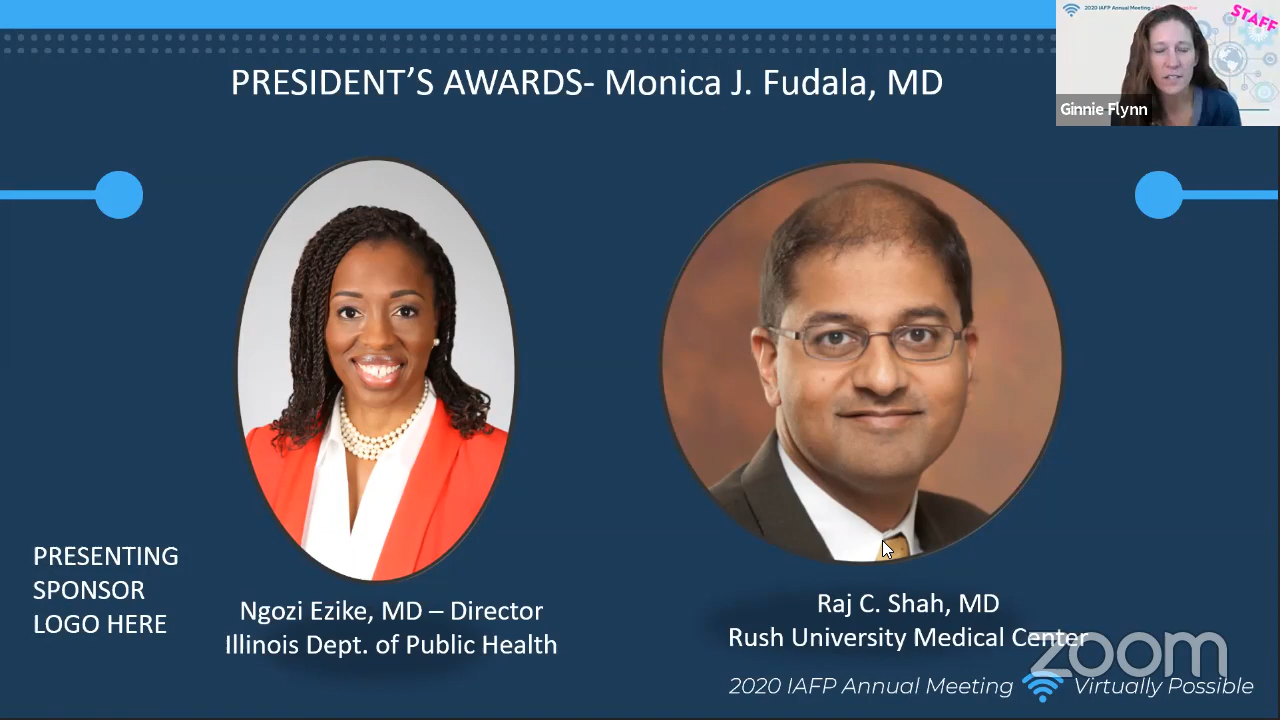 2020 IAFP Annual Meeting -
STAFF
Ginnie Flynn
PRESIDENT'S AWARDS- Monica J. Fudala, MD
PRESENTING
SPONSOR
LOGO HERE
Ngozi Ezike, MD – Director
Illinois Dept. of Public Health
Raj C. Shah, MD
Rush University Medical Center
zoom
2020 IAFP Annual Meeting Virtually Possible